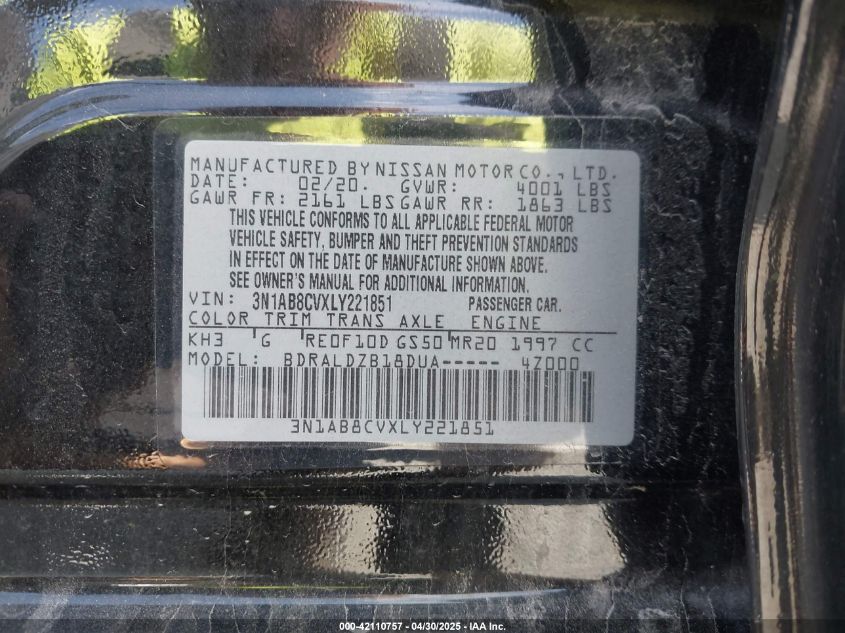 MANUFACTURED BY NISSAN MOTOR CO., LTD.
DATE: 02/20. GVWR: 4001 LBS
GAWR FR: 2161 LBS GAWR RR: 1863 LBS
THIS VEHICLE CONFORMS TO ALL APPLICABLE FEDERAL MOTOR
VEHICLE SAFETY, BUMPER AND THEFT PREVENTION STANDARDS
IN EFFECT ON THE DATE OF MANUFACTURE SHOWN ABOVE.
SEE OWNER'S MANUAL FOR ADDITIONAL INFORMATION.
VIN: 3N1AB8CVXLY221851 PASSENGER CAR.
COLOR TRIM TRANS AXLE ENGINE
KH3 G RE0F10D GS50 MR20 1997 CC
MODEL: BDRALDZB18DUA----- 4Z000
3N1AB8CVXLY221851
000-42110757 - 04/30/2025 - IAA Inc.